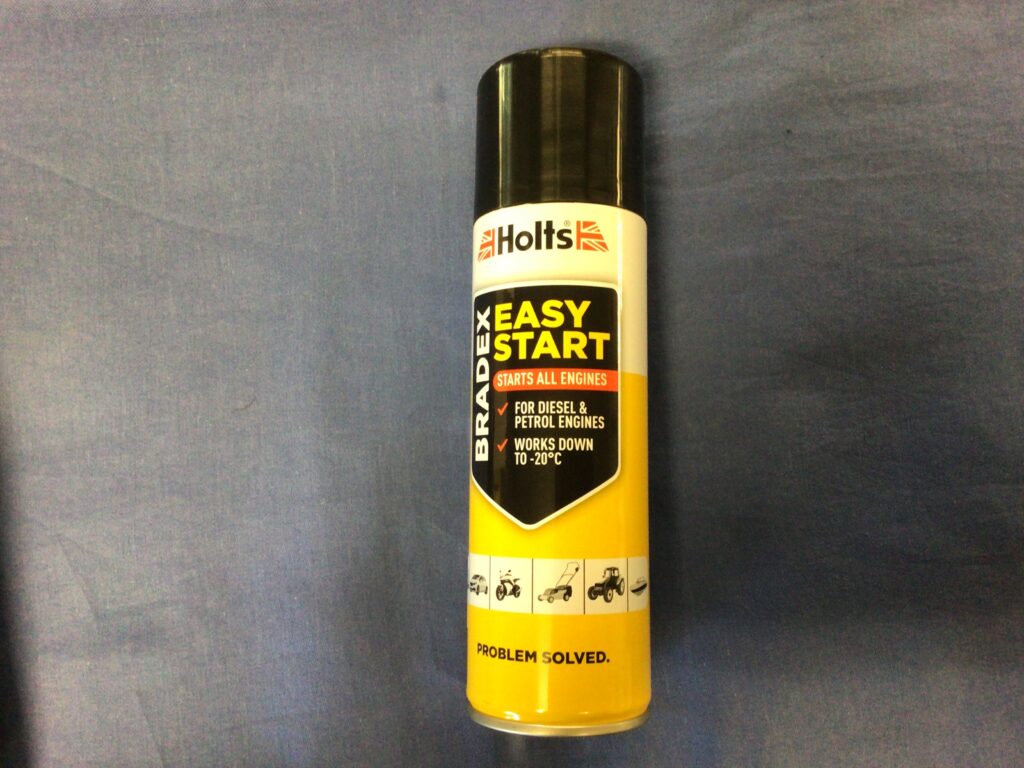 Holts®
BRADEX
EASY
START
STARTS ALL ENGINES
FOR DIESEL &
PETROL ENGINES
WORKS DOWN
TO -20°C
PROBLEM SOLVED.